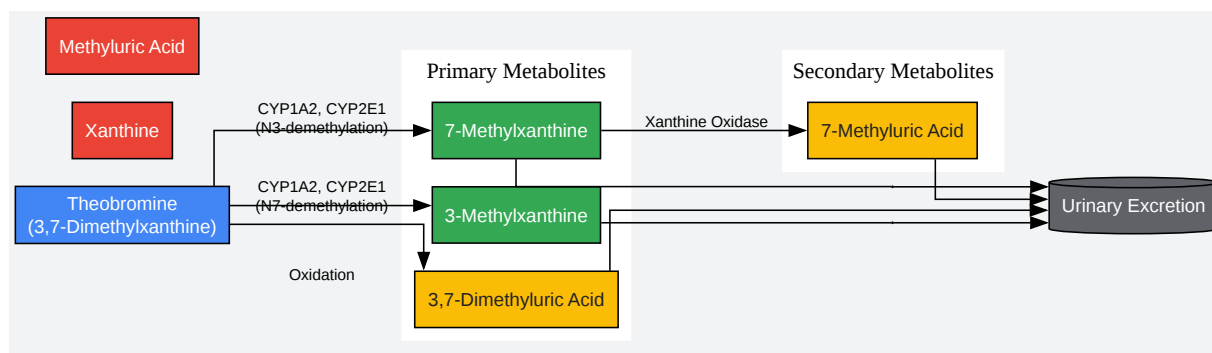 Methyluric Acid
Xanthine
Theobromine
(3,7-Dimethylxanthine)
CYP1A2, CYP2E1
(N3-demethylation)
CYP1A2, CYP2E1
(N7-demethylation)
Oxidation
Primary Metabolites
7-Methylxanthine
3-Methylxanthine
3,7-Dimethyluric Acid
Xanthine Oxidase
Secondary Metabolites
7-Methyluric Acid
Urinary Excretion